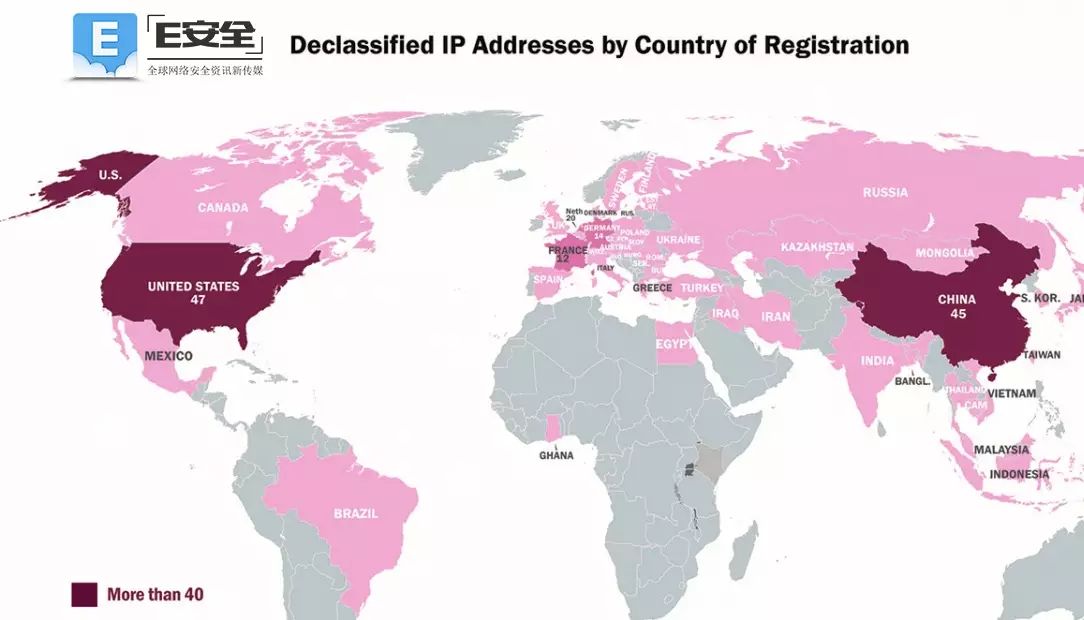 E
E安全
全球网络安全资讯新传媒
Declassified IP Addresses by Country of Registration
U.S.
CANADA
SWEDEN
FINLAND
RUSSIA
Neth
20
DENMARK
RUS.
UK
GERMANY
14
POLAND
UKRAINE
KAZAKHSTAN
MONGOLIA
FRANCE
12
AUSTRIA
ROM.
SER.
ITALY
SPAIN
GREECE
TURKEY
UNITED STATES
47
CHINA
45
S. KOR.
JA
IRAQ
IRAN
MEXICO
EGYPT
INDIA
TAIWAN
BANGL.
THAILAND
VIETNAM
CAM
GHANA
MALAYSIA
INDONESIA
BRAZIL
More than 40